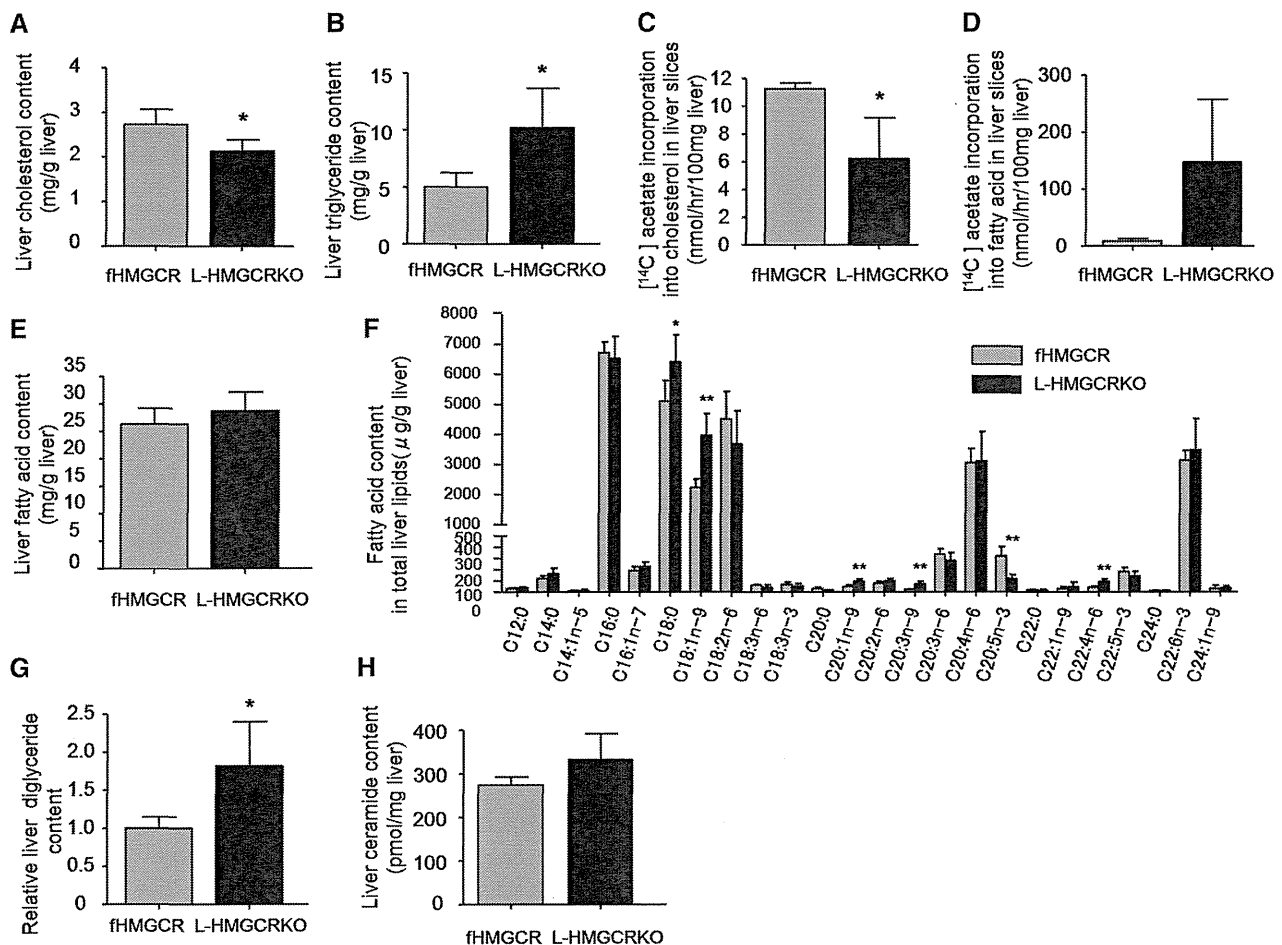 A
Liver cholesterol content
(mg/g liver)
4
3
2
1
0
*
fHMGCR L-HMGCRKO
B
Liver triglyceride content
(mg/g liver)
15
10
5
0
*
fHMGCR L-HMGCRKO
C
[¹⁴C ] acetate incorporation
into cholesterol in liver slices
(nmol/hr/100mg liver)
12
10
8
6
4
2
0
*
fHMGCR L-HMGCRKO
D
[¹⁴C ] acetate incorporation
into fatty acid in liver slices
(nmol/hr/100mg liver)
300
200
100
0
fHMGCR L-HMGCRKO
E
Liver fatty acid content
(mg/g liver)
35
30
25
20
15
10
5
0
fHMGCR L-HMGCRKO
F
Fatty acid content
in total liver lipids(μg/g liver)
8000
7000
6000
5000
4000
3000
2000
1000
500
400
300
200
100
0
*
**
**
**
**
**
fHMGCR
L-HMGCRKO
C12:0
C14:0
C14:1n-5
C16:0
C16:1n-7
C18:0
C18:1n-9
C18:2n-6
C18:3n-6
C18:3n-3
C20:0
C20:1n-9
C20:2n-6
C20:3n-9
C20:3n-6
C20:4n-6
C20:5n-3
C22:0
C22:1n-9
C22:4n-6
C22:5n-3
C24:0
C22:6n-3
C24:1n-9
G
Relative liver diglyceride
content
2.5
2.0
1.5
1.0
0.5
0
*
fHMGCR L-HMGCRKO
H
Liver ceramide content
(pmol/mg liver)
400
300
200
100
0
fHMGCR L-HMGCRKO